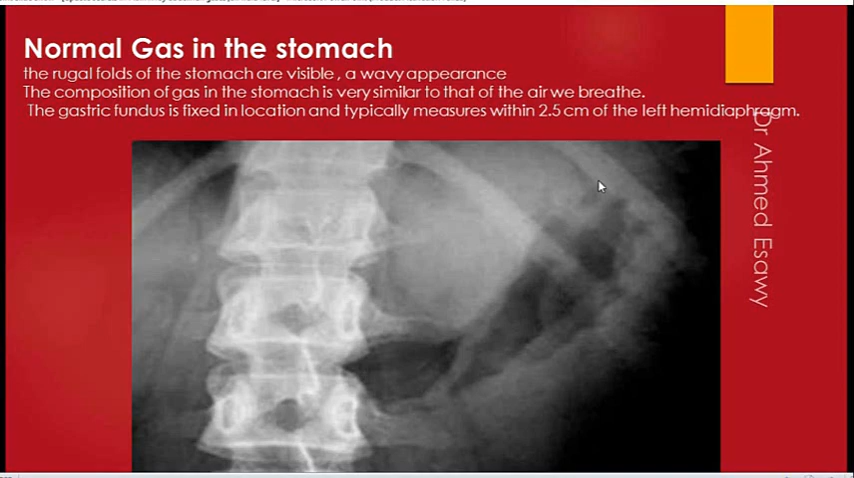 Normal Gas in the stomach
the rugal folds of the stomach are visible , a wavy appearance
The composition of gas in the stomach is very similar to that of the air we breathe.
The gastric fundus is fixed in location and typically measures within 2.5 cm of the left hemidiaphragm.
Dr Ahmed Esawy